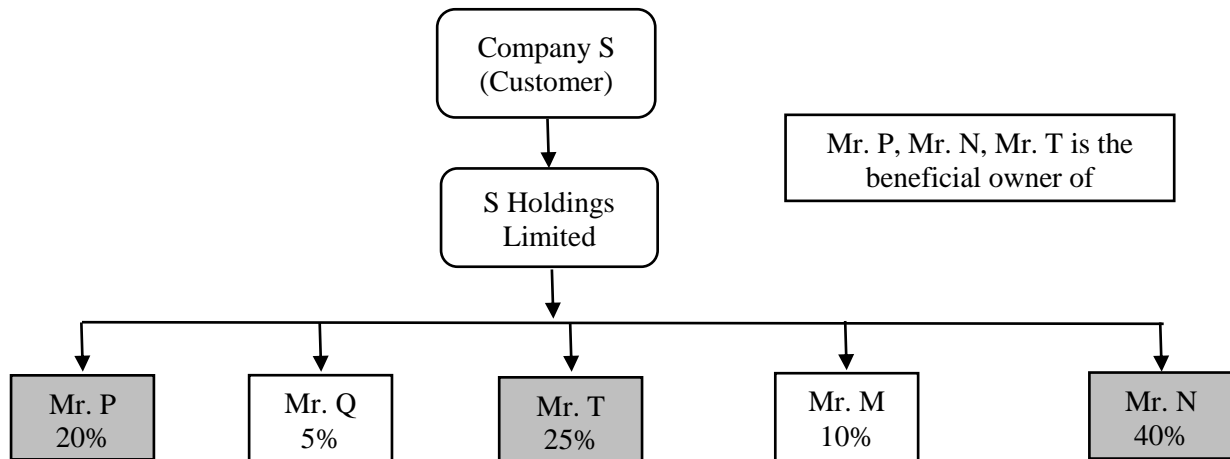 Company S
(Customer)
Mr. P, Mr. N, Mr. T is the
beneficial owner of
S Holdings
Limited
Mr. P
20%
Mr. Q
5%
Mr. T
25%
Mr. M
10%
Mr. N
40%